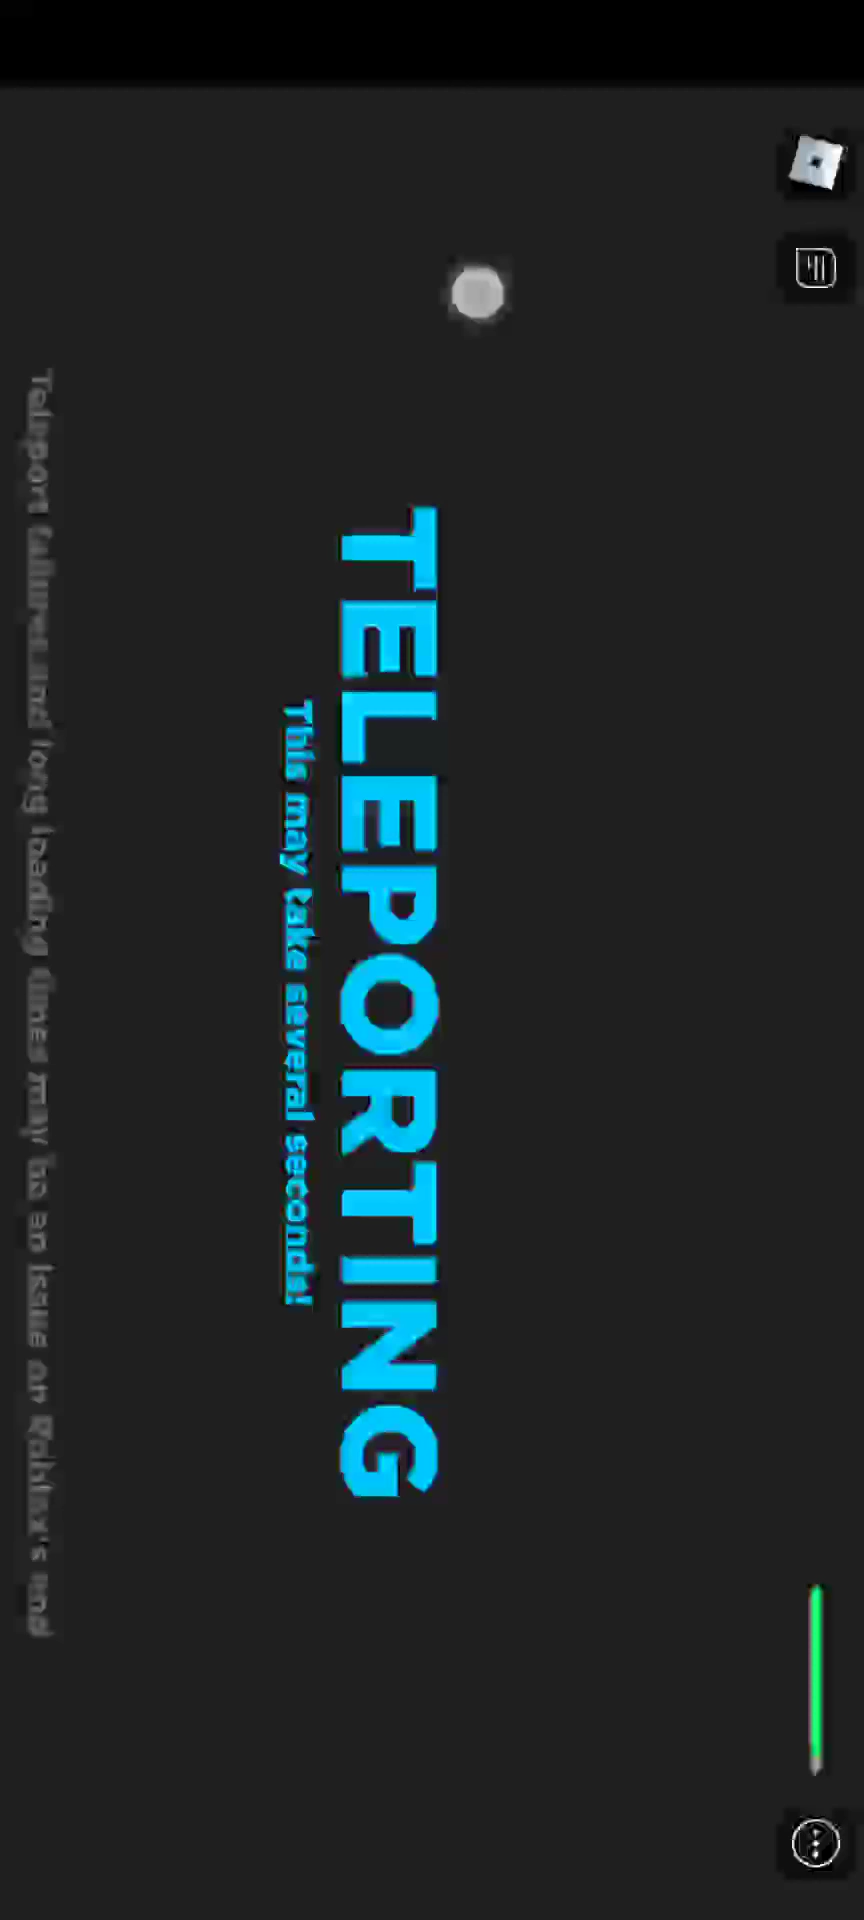 TELEPORTING
This may take several seconds!
Teleport failures and long loading times may be an issue on Roblox's end